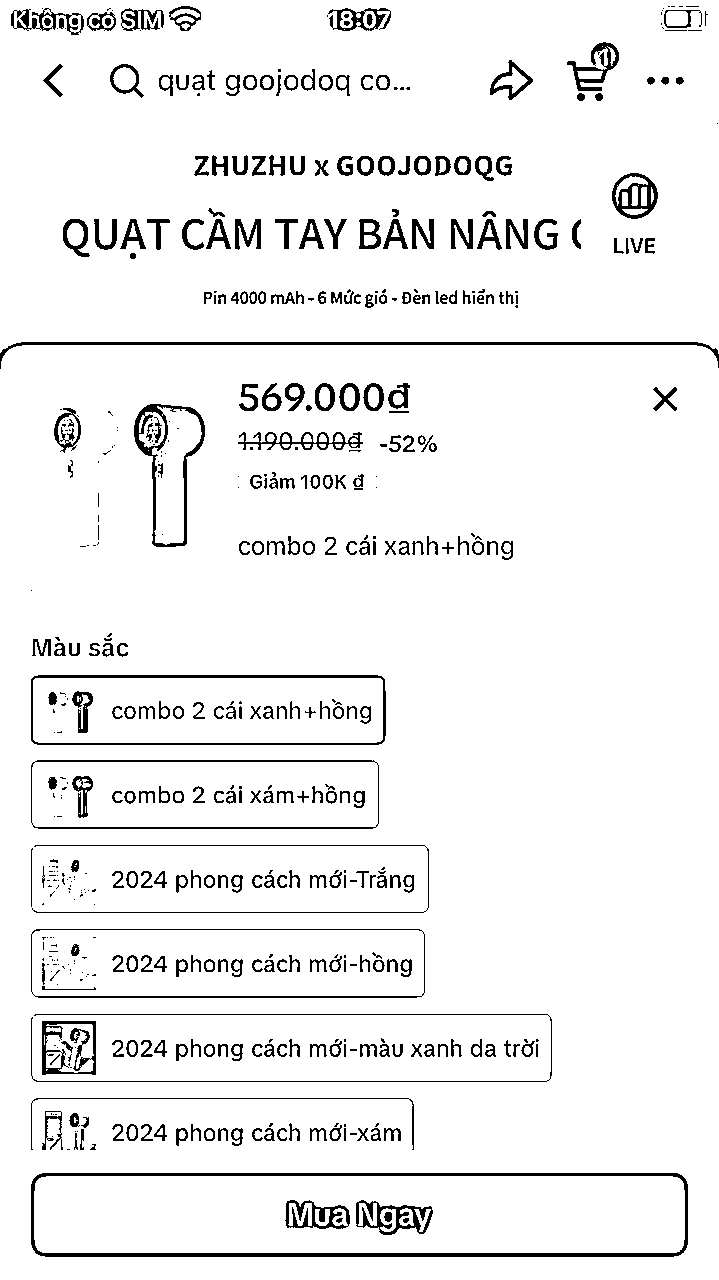 Không có SIM 18:07
quạt goojodoq co...
1
ZHUZHU x GOOJODOQG
QUẠT CẦM TAY BẢN NÂNG
LIVE
Pin 4000 mAh - 6 Mức gió - Đèn led hiển thị
569.000₫
1.190.000₫ -52%
Giảm 100K ₫
combo 2 cái xanh+hồng
Màu sắc
combo 2 cái xanh+hồng
combo 2 cái xám+hồng
2024 phong cách mới-Trắng
2024 phong cách mới-hồng
2024 phong cách mới-màu xanh da trời
2024 phong cách mới-xám
Mua Ngay